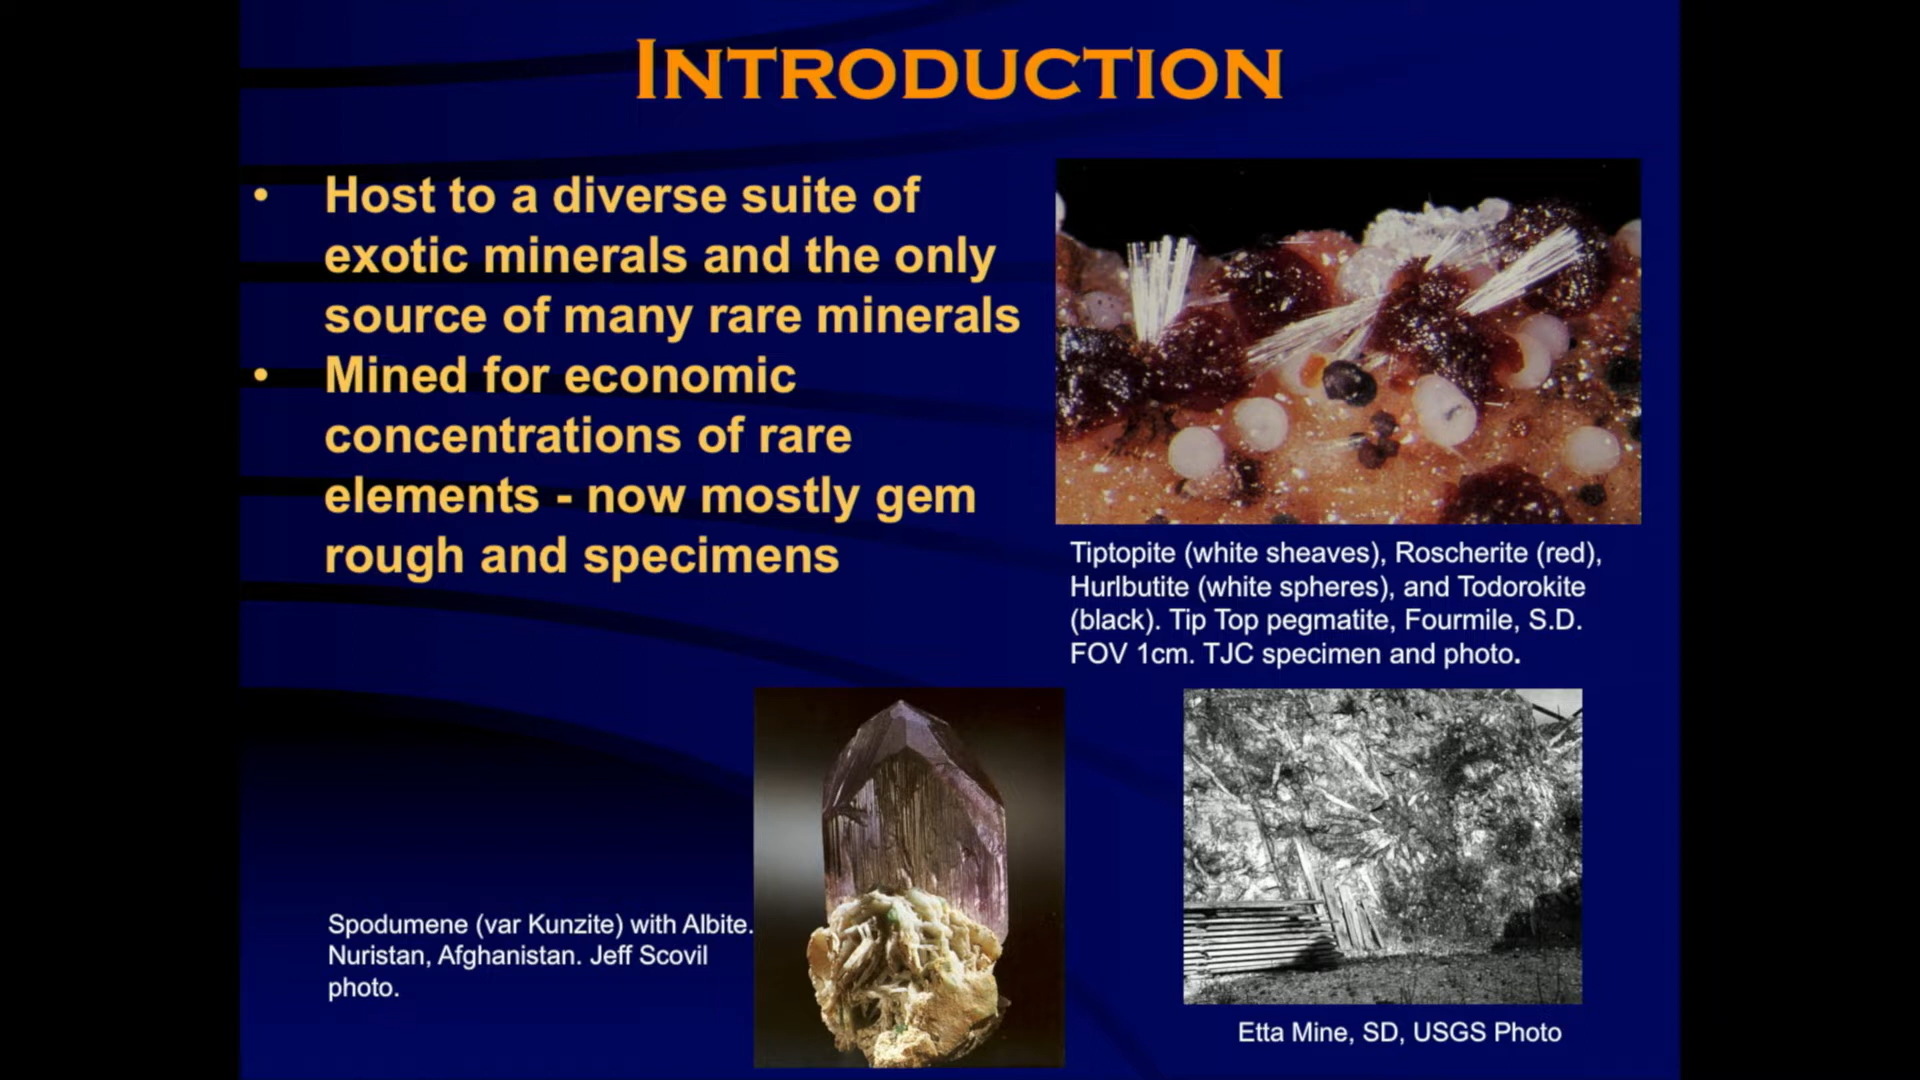 INTRODUCTION
• Host to a diverse suite of
exotic minerals and the only
source of many rare minerals
• Mined for economic
concentrations of rare
elements - now mostly gem
rough and specimens
Tiptopite (white sheaves), Roscherite (red),
Hurlbutite (white spheres), and Todorokite
(black). Tip Top pegmatite, Fourmile, S.D.
FOV 1cm. TJC specimen and photo.
Spodumene (var Kunzite) with Albite.
Nuristan, Afghanistan. Jeff Scovil
photo.
Etta Mine, SD, USGS Photo